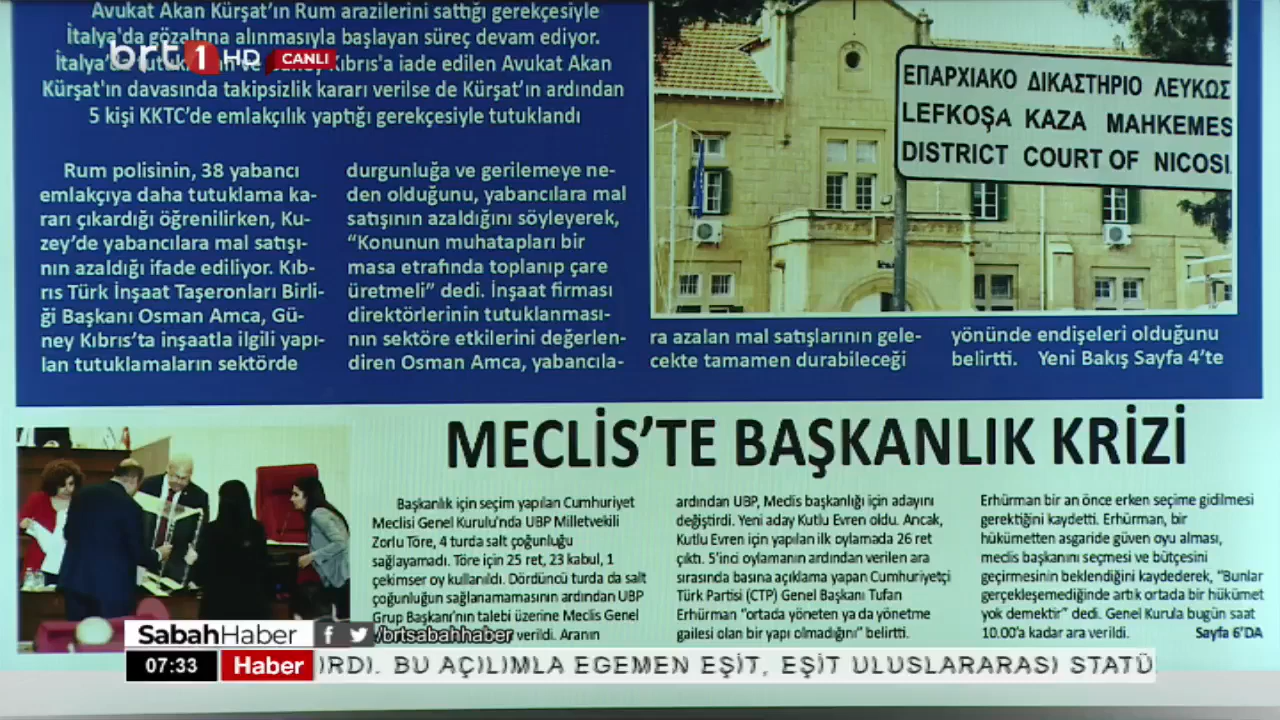 Avukat Akan Kürşat'ın Rum arazilerini sattığı gerekçesiyle
İtalya'da gözaltına alınmasıyla başlayan süreç devam ediyor.
Kıbrıs'a iade edilen Avukat Akan
Kürşat'ın davasında takipsizlik kararı verilse de Kürşat'ın ardından
5 kişi KKTC'de emlakçılık yaptığı gerekçesiyle tutuklandı
brt 1 HD CANLI
Rum polisinin, 38 yabancı
emlakçıya daha tutuklama ka-
rarı çıkardığı öğrenilirken, Ku-
zey'de yabancılara mal satışı-
nın azaldığı ifade ediliyor. Kıb-
rıs Türk İnşaat Taşeronları Birli-
ği Başkanı Osman Amca, Gü-
ney Kıbrıs'ta inşaatla ilgili yapı-
lan tutuklamaların sektörde
durgunluğa ve gerilemeye ne-
den olduğunu, yabancılara mal
satışının azaldığını söyleyerek,
"Konunun muhatapları bir
masa etrafında toplanıp çare
üretmeli" dedi. İnşaat firması
direktörlerinin tutuklanması-
nın sektöre etkilerini değerlen-
diren Osman Amca, yabancıla-
ra azalan mal satışlarının gele-
cekte tamamen durabileceği
yönünde endişeleri olduğunu
belirtti. Yeni Bakış Sayfa 4'te
ΕΠΑΡΧΙΑΚΟ ΔΙΚΑΣΤΗΡΙΟ ΛΕΥΚΩΣ
LEFKOŞA KAZA MAHKEMES
DISTRICT COURT OF NICOSI
MECLİS'TE BAŞKANLIK KRİZİ
Başkanlık için seçim yapılan Cumhuriyet
Meclisi Genel Kurulu'nda UBP Milletvekili
Zorlu Töre, 4 turda salt çoğunluğu
sağlayamadı. Töre için 25 ret, 23 kabul, 1
çekimser oy kullanıldı. Dördüncü turda da salt
çoğunluğun sağlanamamasının ardından UBP
Grup Başkanı'nın talebi üzerine Meclis Genel
verildi. Aranın
ardından UBP, Meclis başkanlığı için adayını
değiştirdi. Yeni aday Kutlu Evren oldu. Ancak,
Kutlu Evren için yapılan ilk oylamada 26 ret
çıktı. 5'inci oylamanın ardından verilen ara
sırasında basına açıklama yapan Cumhuriyetçi
Türk Partisi (CTP) Genel Başkanı Tufan
Erhürman "ortada yöneten ya da yönetme
gailesi olan bir yapı olmadığını" belirtti.
Erhürman bir an önce erken seçime gidilmesi
gerektiğini kaydetti. Erhürman, bir
hükümetten asgaride güven oyu alması,
meclis başkanını seçmesi ve bütçesini
geçirmesinin beklendiğini kaydederek, "Bunlar
gerçekleşmediğinde artık ortada bir hükümet
yok demektir" dedi. Genel Kurula bugün saat
10.00'a kadar ara verildi. Sayfa 6'DA
SabahHaber
/brtsabahhaber
07:33 Haber
İRDİ. BU AÇILIMLA EGEMEN EŞİT, EŞİT ULUSLARARASI STATÜ